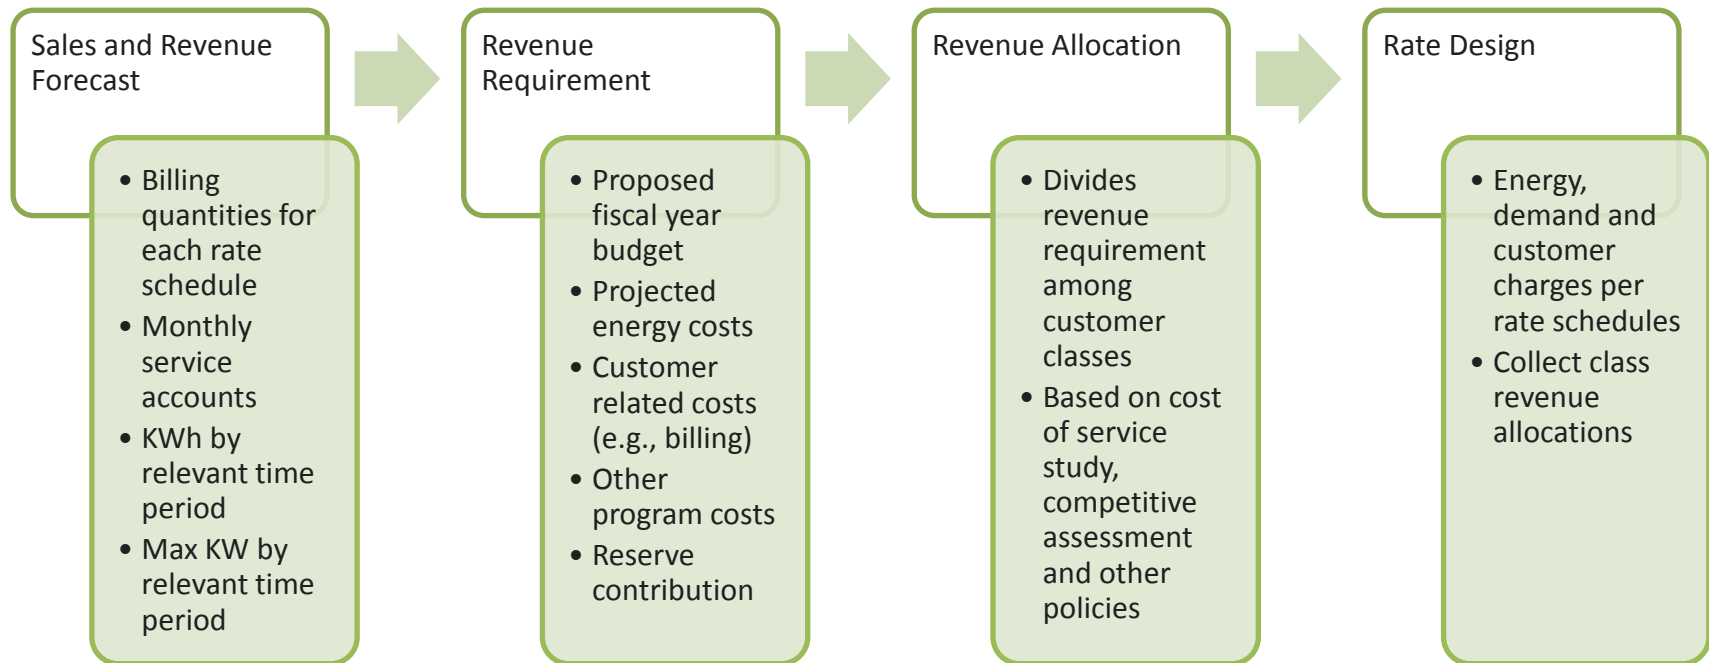 Sales and Revenue
Forecast
• Billing
quantities for
each rate
schedule
• Monthly
service
accounts
• KWh by
relevant time
period
• Max KW by
relevant time
period
Revenue
Requirement
• Proposed
fiscal year
budget
• Projected
energy costs
• Customer
related costs
(e.g., billing)
• Other
program costs
• Reserve
contribution
Revenue Allocation
• Divides
revenue
requirement
among
customer
classes
• Based on cost
of service
study,
competitive
assessment
and other
policies
Rate Design
• Energy,
demand and
customer
charges per
rate schedules
• Collect class
revenue
allocations